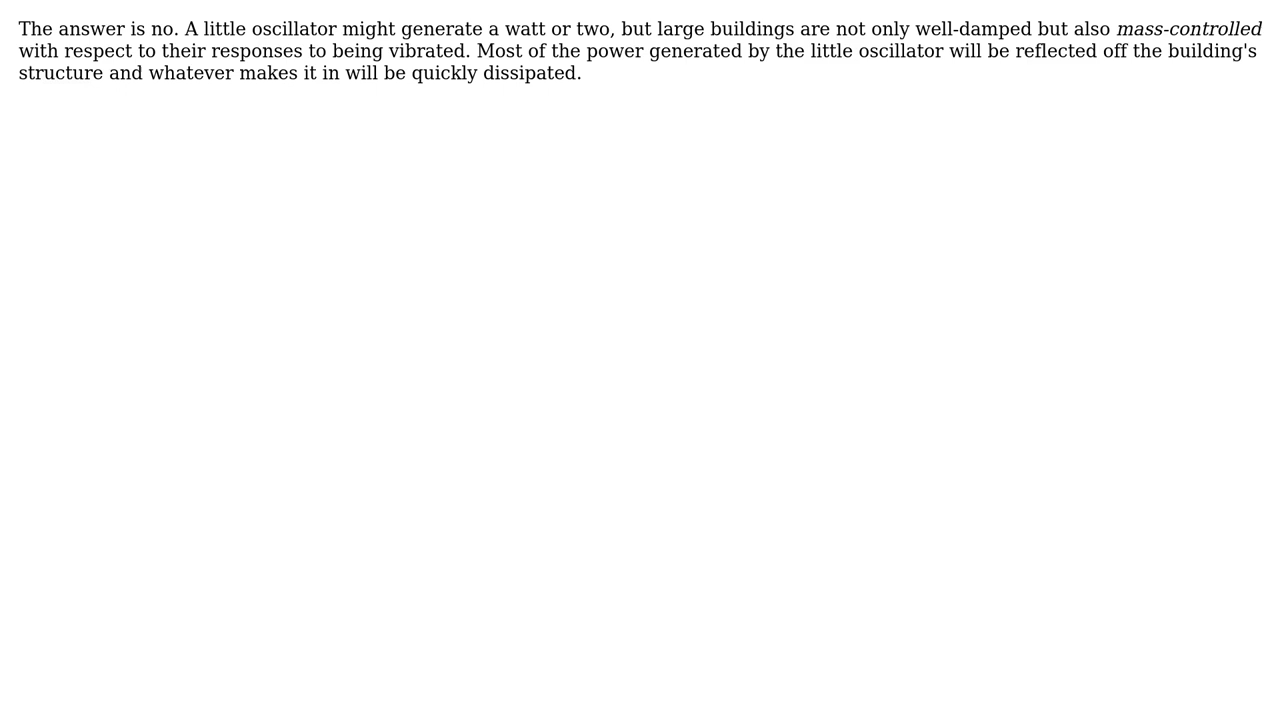 The answer is no. A little oscillator might generate a watt or two, but large buildings are not only well-damped but also mass-controlled
with respect to their responses to being vibrated. Most of the power generated by the little oscillator will be reflected off the building's
structure and whatever makes it in will be quickly dissipated.